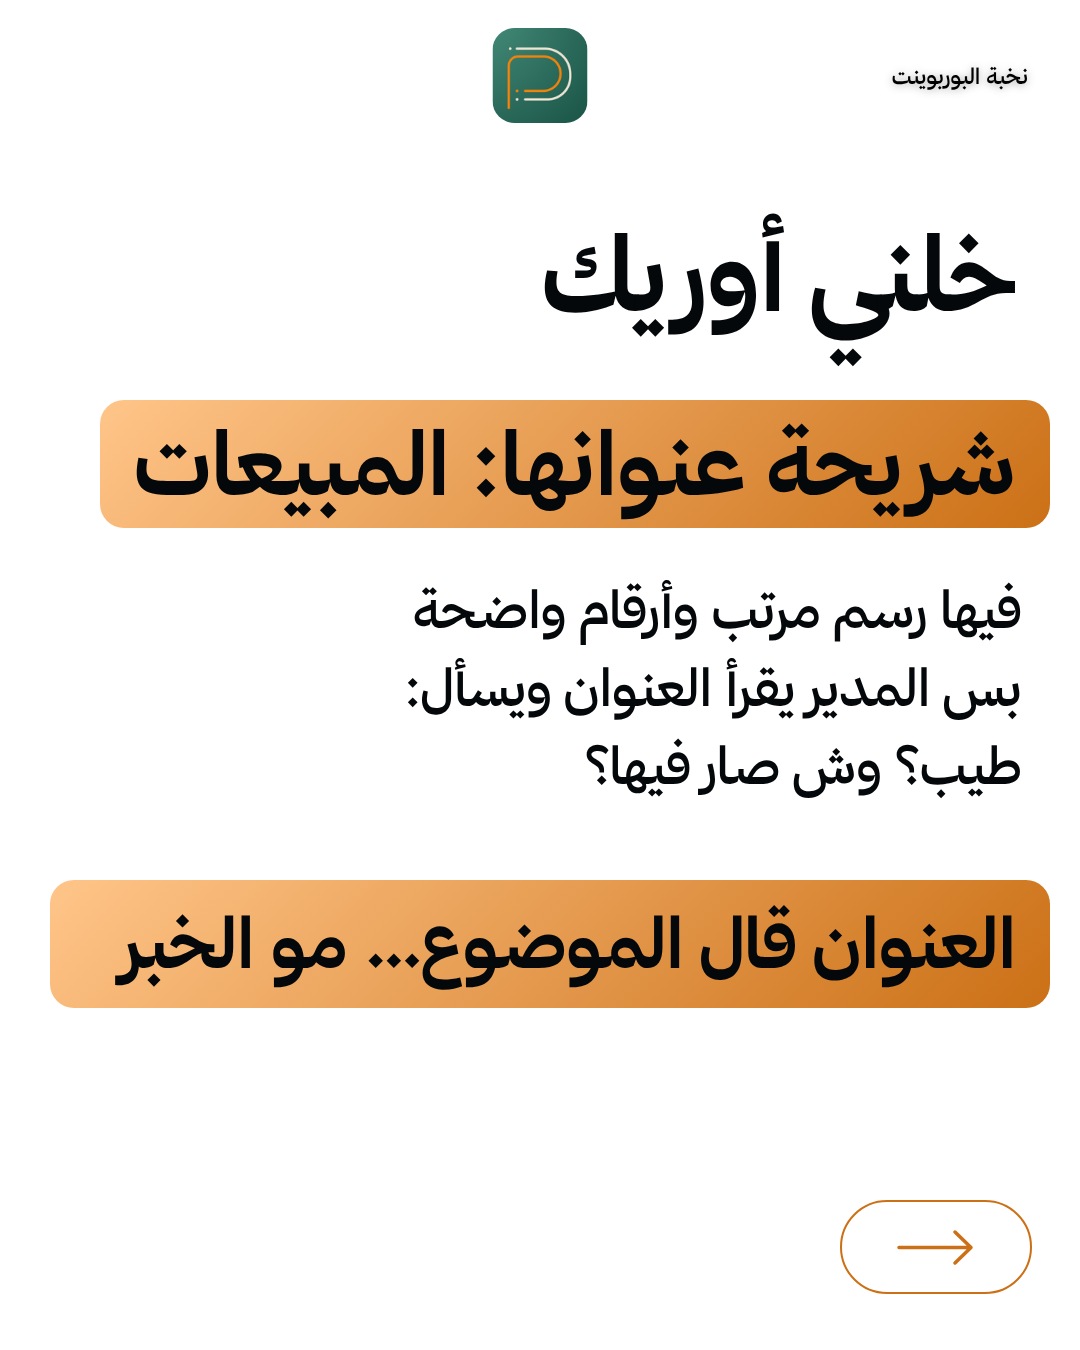 نخبة البوربوينت
خلني أوريك
شريحة عنوانها: المبيعات
فيها رسم مرتب وأرقام واضحة
بس المدير يقرأ العنوان ويسأل:
طيب؟ وش صار فيها؟
العنوان قال الموضوع... مو الخبر